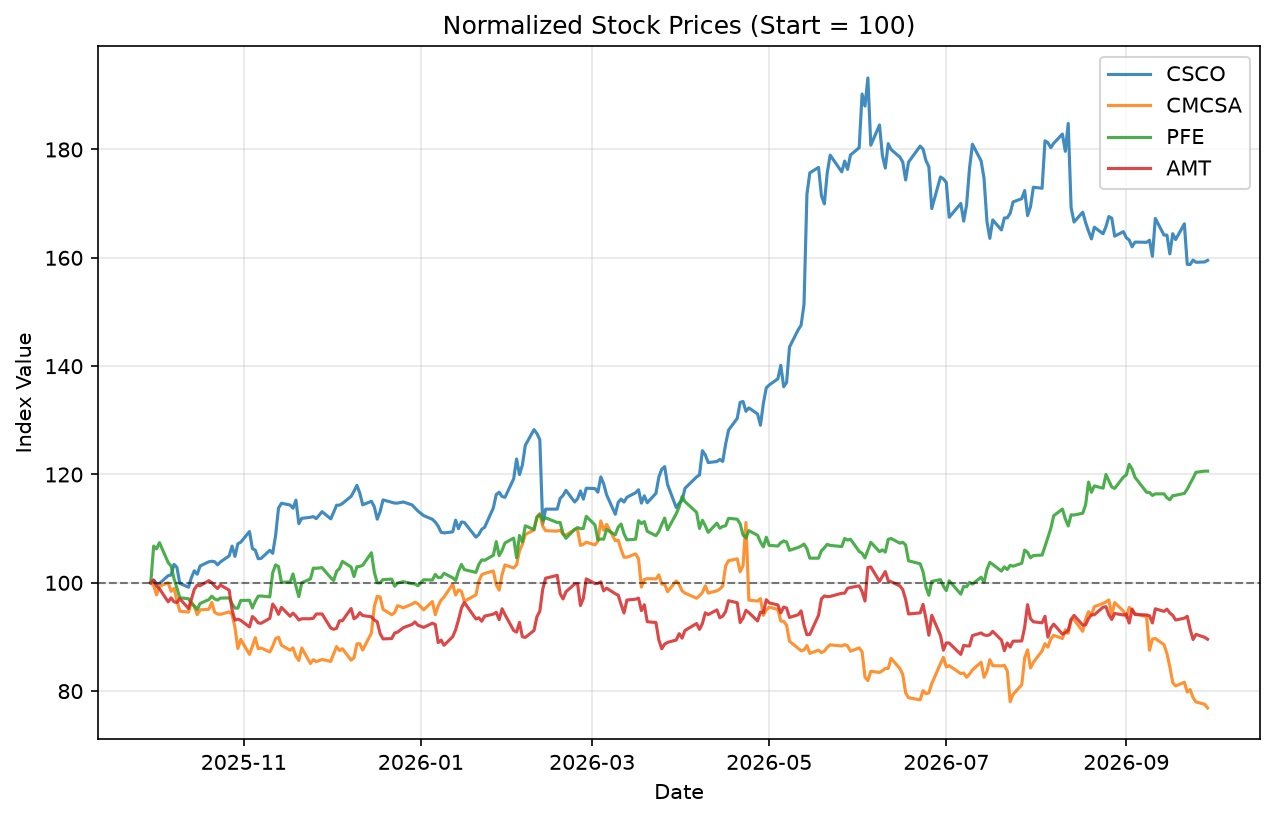 Normalized Stock Prices (Start = 100)
CSCO
CMCSA
PFE
AMT
Index Value
180
160
140
120
100
80
2025-11
2026-01
2026-03
2026-05
2026-07
2026-09
Date